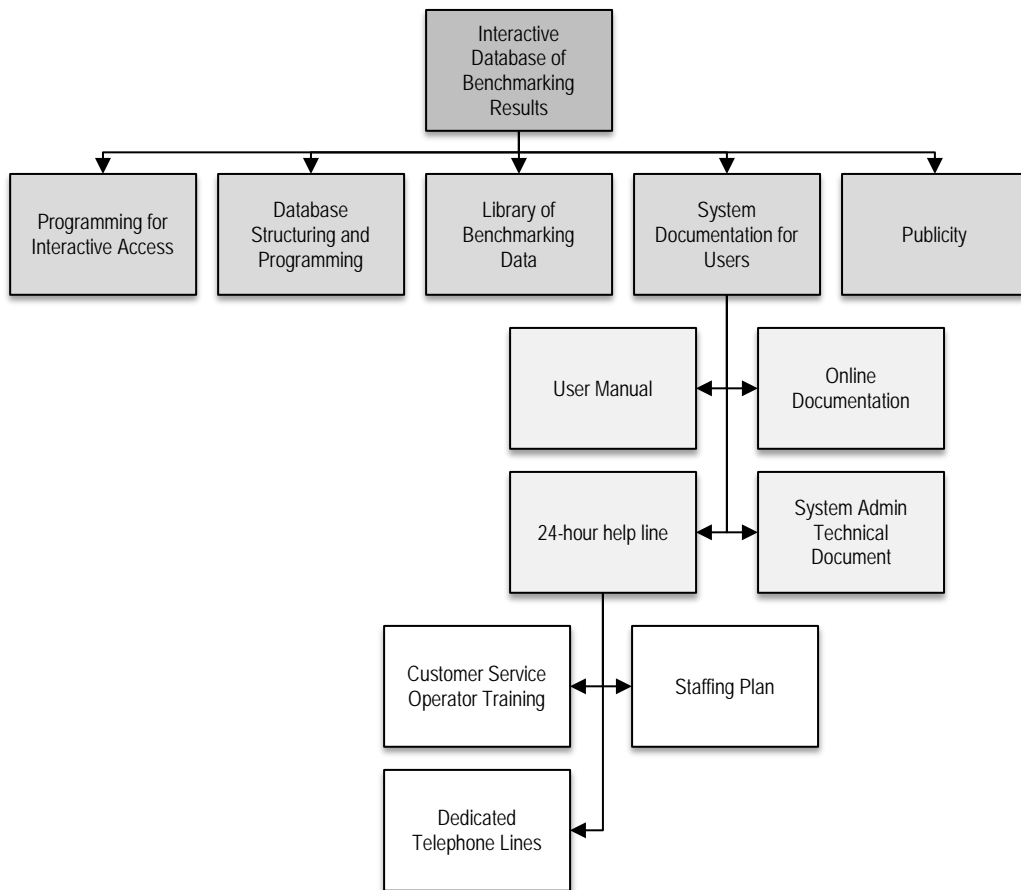 Interactive
Database of
Benchmarking
Results
Programming for
Interactive Access
Database
Structuring and
Programming
Library of
Benchmarking
Data
System
Documentation for
Users
Publicity
User Manual
Online
Documentation
24-hour help line
System Admin
Technical
Document
Customer Service
Operator Training
Staffing Plan
Dedicated
Telephone Lines